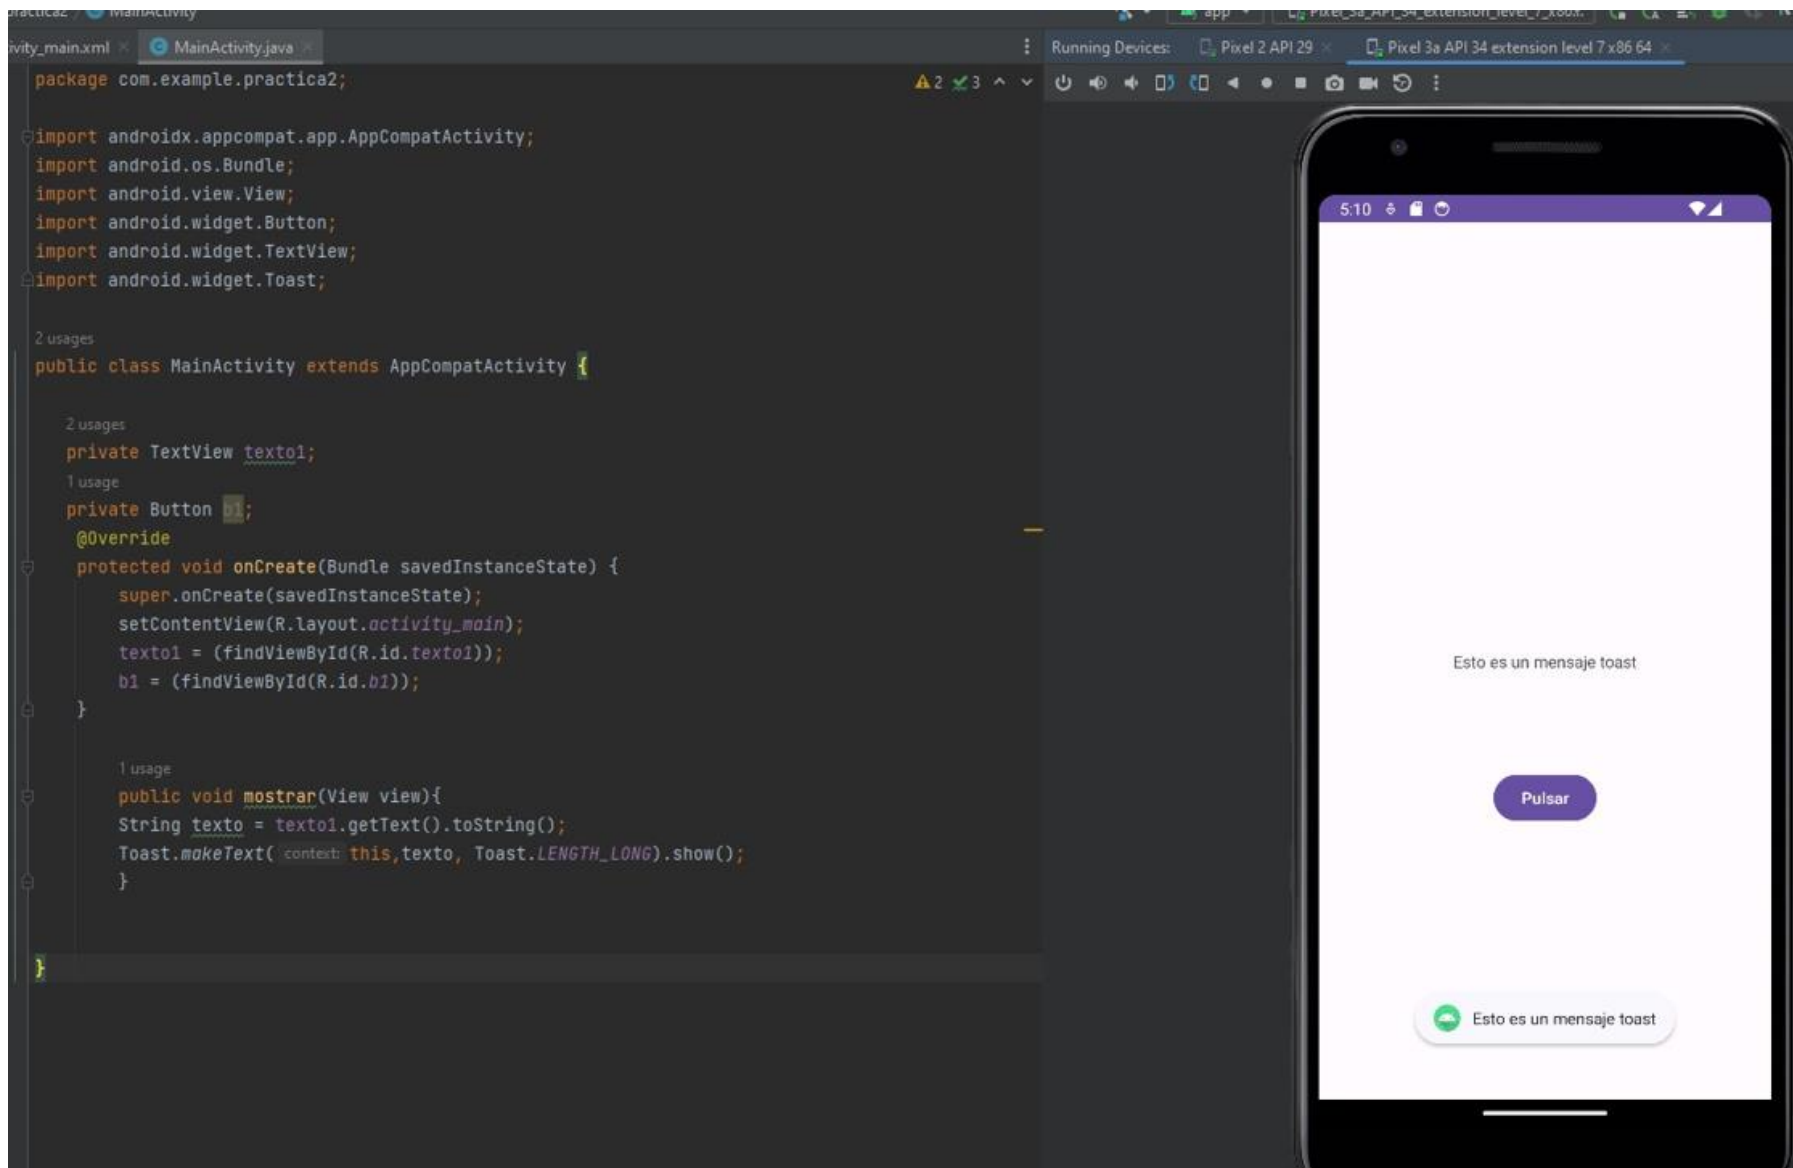 practica2 / MainActivity
app
Pixel_3a_API_34_extension_level_7_x86
ivity_main.xml
MainActivity.java
Running Devices:
Pixel 2 API 29
Pixel 3a API 34 extension level 7 x86 64
package com.example.practica2;
2
3
import androidx.appcompat.app.AppCompatActivity;
import android.os.Bundle;
import android.view.View;
import android.widget.Button;
import android.widget.TextView;
import android.widget.Toast;
2 usages
public class MainActivity extends AppCompatActivity {
2 usages
private TextView texto1;
1 usage
private Button b1;
@Override
protected void onCreate(Bundle savedInstanceState) {
super.onCreate(savedInstanceState);
setContentView(R.layout.activity_main);
texto1 = (findViewById(R.id.texto1));
b1 = (findViewById(R.id.b1));
}
1 usage
public void mostrar(View view){
String texto = texto1.getText().toString();
Toast.makeText( context: this,texto, Toast.LENGTH_LONG).show();
}
}
5:10
Esto es un mensaje toast
Pulsar
Esto es un mensaje toast